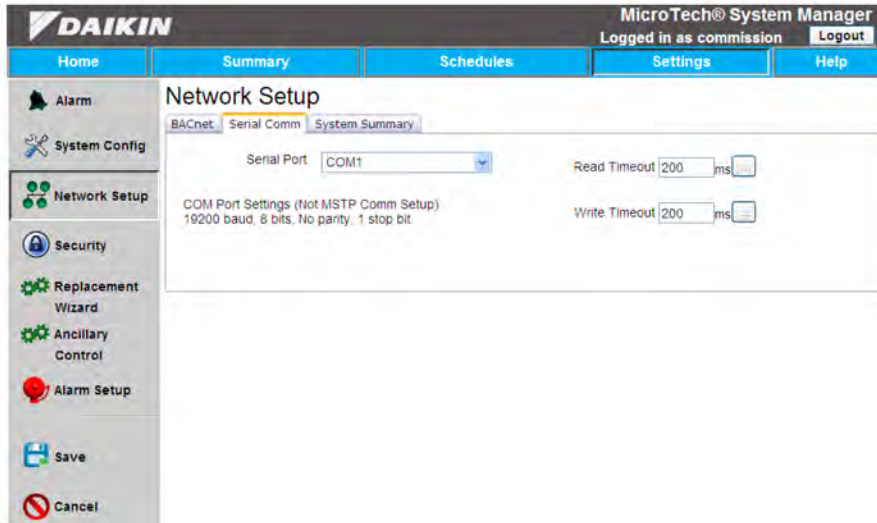 DAIKIN
MicroTech® System Manager
Logged in as commission Logout
Home Summary Schedules Settings Help
Alarm
System Config
Network Setup
Security
Replacement
Wizard
Ancillary
Control
Alarm Setup
Save
Cancel
Network Setup
BACnet Serial Comm System Summary
Serial Port COM1
Read Timeout 200 ms ...
COM Port Settings (Not MSTP Comm Setup)
19200 baud, 8 bits, No parity, 1 stop bit.
Write Timeout 200 ms ...